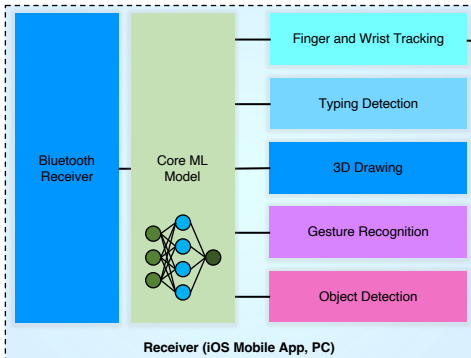 Finger and Wrist Tracking
Typing Detection
Bluetooth
Receiver
Core ML
Model
3D Drawing
Gesture Recognition
Object Detection
Receiver (iOS Mobile App, PC)